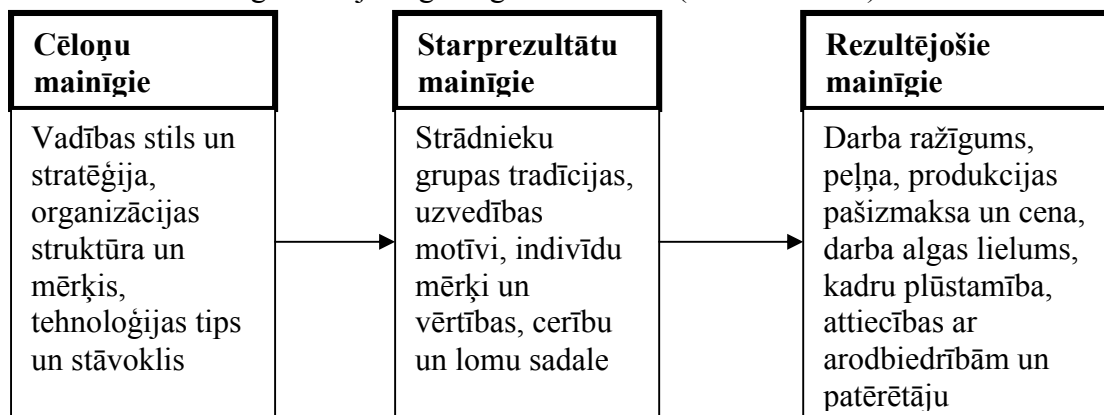 Cēloņu
mainīgie
Vadības stils un
stratēģija,
organizācijas
struktūra un
mērķis,
tehnoloģijas tips
un stāvoklis
Starprezultātu
mainīgie
Strādnieku
grupas tradīcijas,
uzvedības
motīvi, indivīdu
mērķi un
vērtības, cerību
un lomu sadale
Rezultējošie
mainīgie
Darba ražīgums,
peļņa, produkcijas
pašizmaksa un cena,
darba algas lielums,
kadru plūstamība,
attiecības ar
arodbiedrībām un
patērētāju